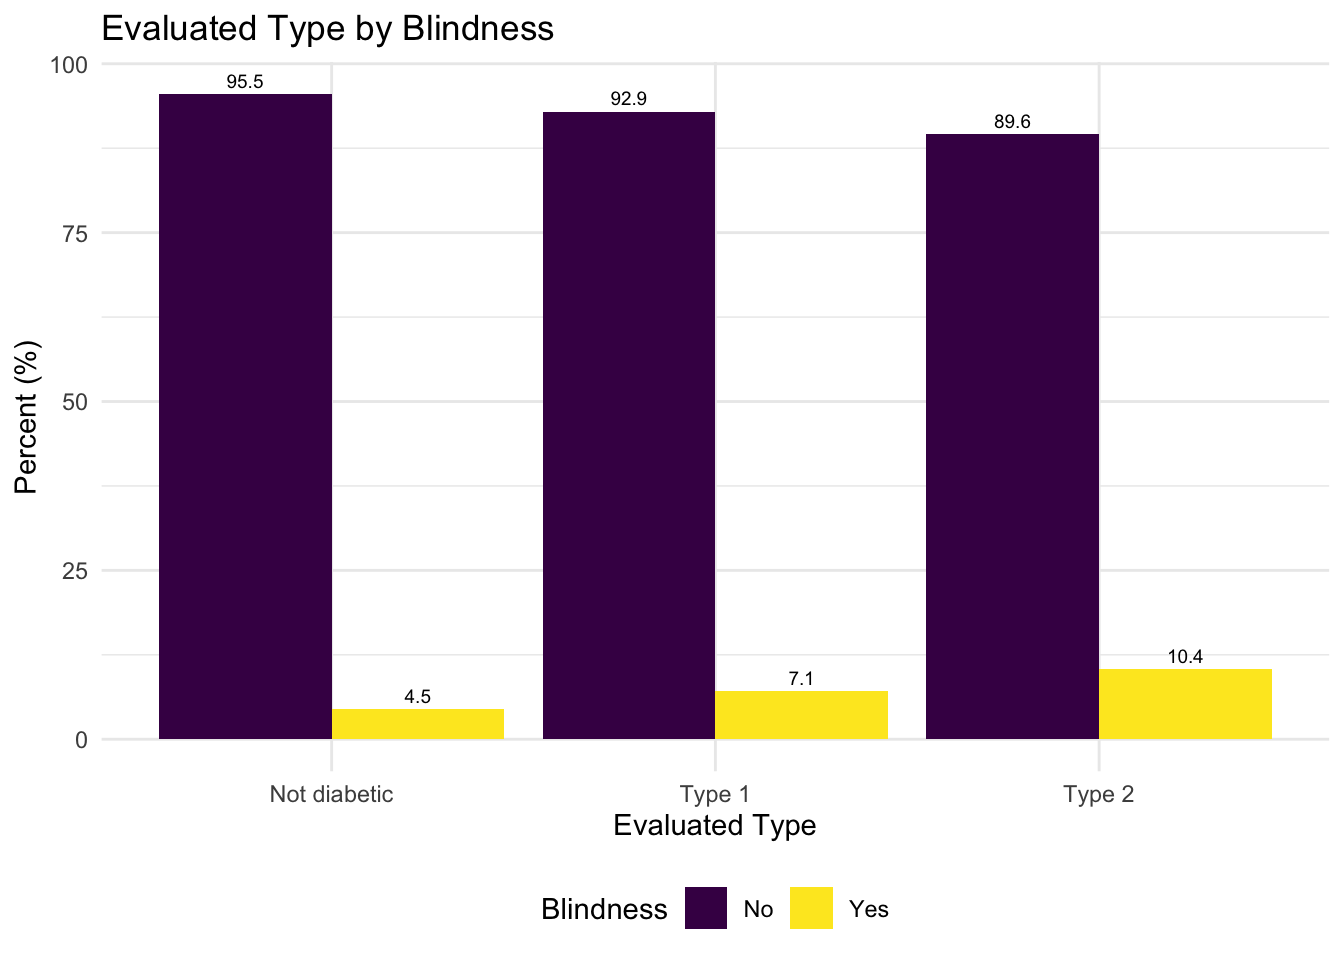 Evaluated Type by Blindness
100
75
50
25
0
Percent (%)
95.5
4.5
92.9
7.1
89.6
10.4
Not diabetic
Type 1
Type 2
Evaluated Type
Blindness No Yes